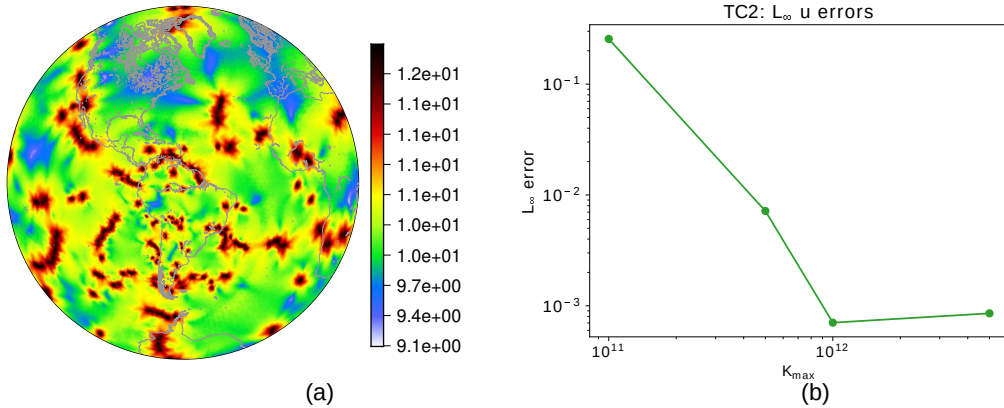 1.2e+01
1.1e+01
1.1e+01
1.1e+01
1.0e+01
1.0e+01
1.0e+01
9.7e+00
9.4e+00
9.1e+00
(a)
TC2: L∞ u errors
L∞ error
10⁻¹
10⁻²
10⁻³
10¹¹
10¹²
Kmax
(b)